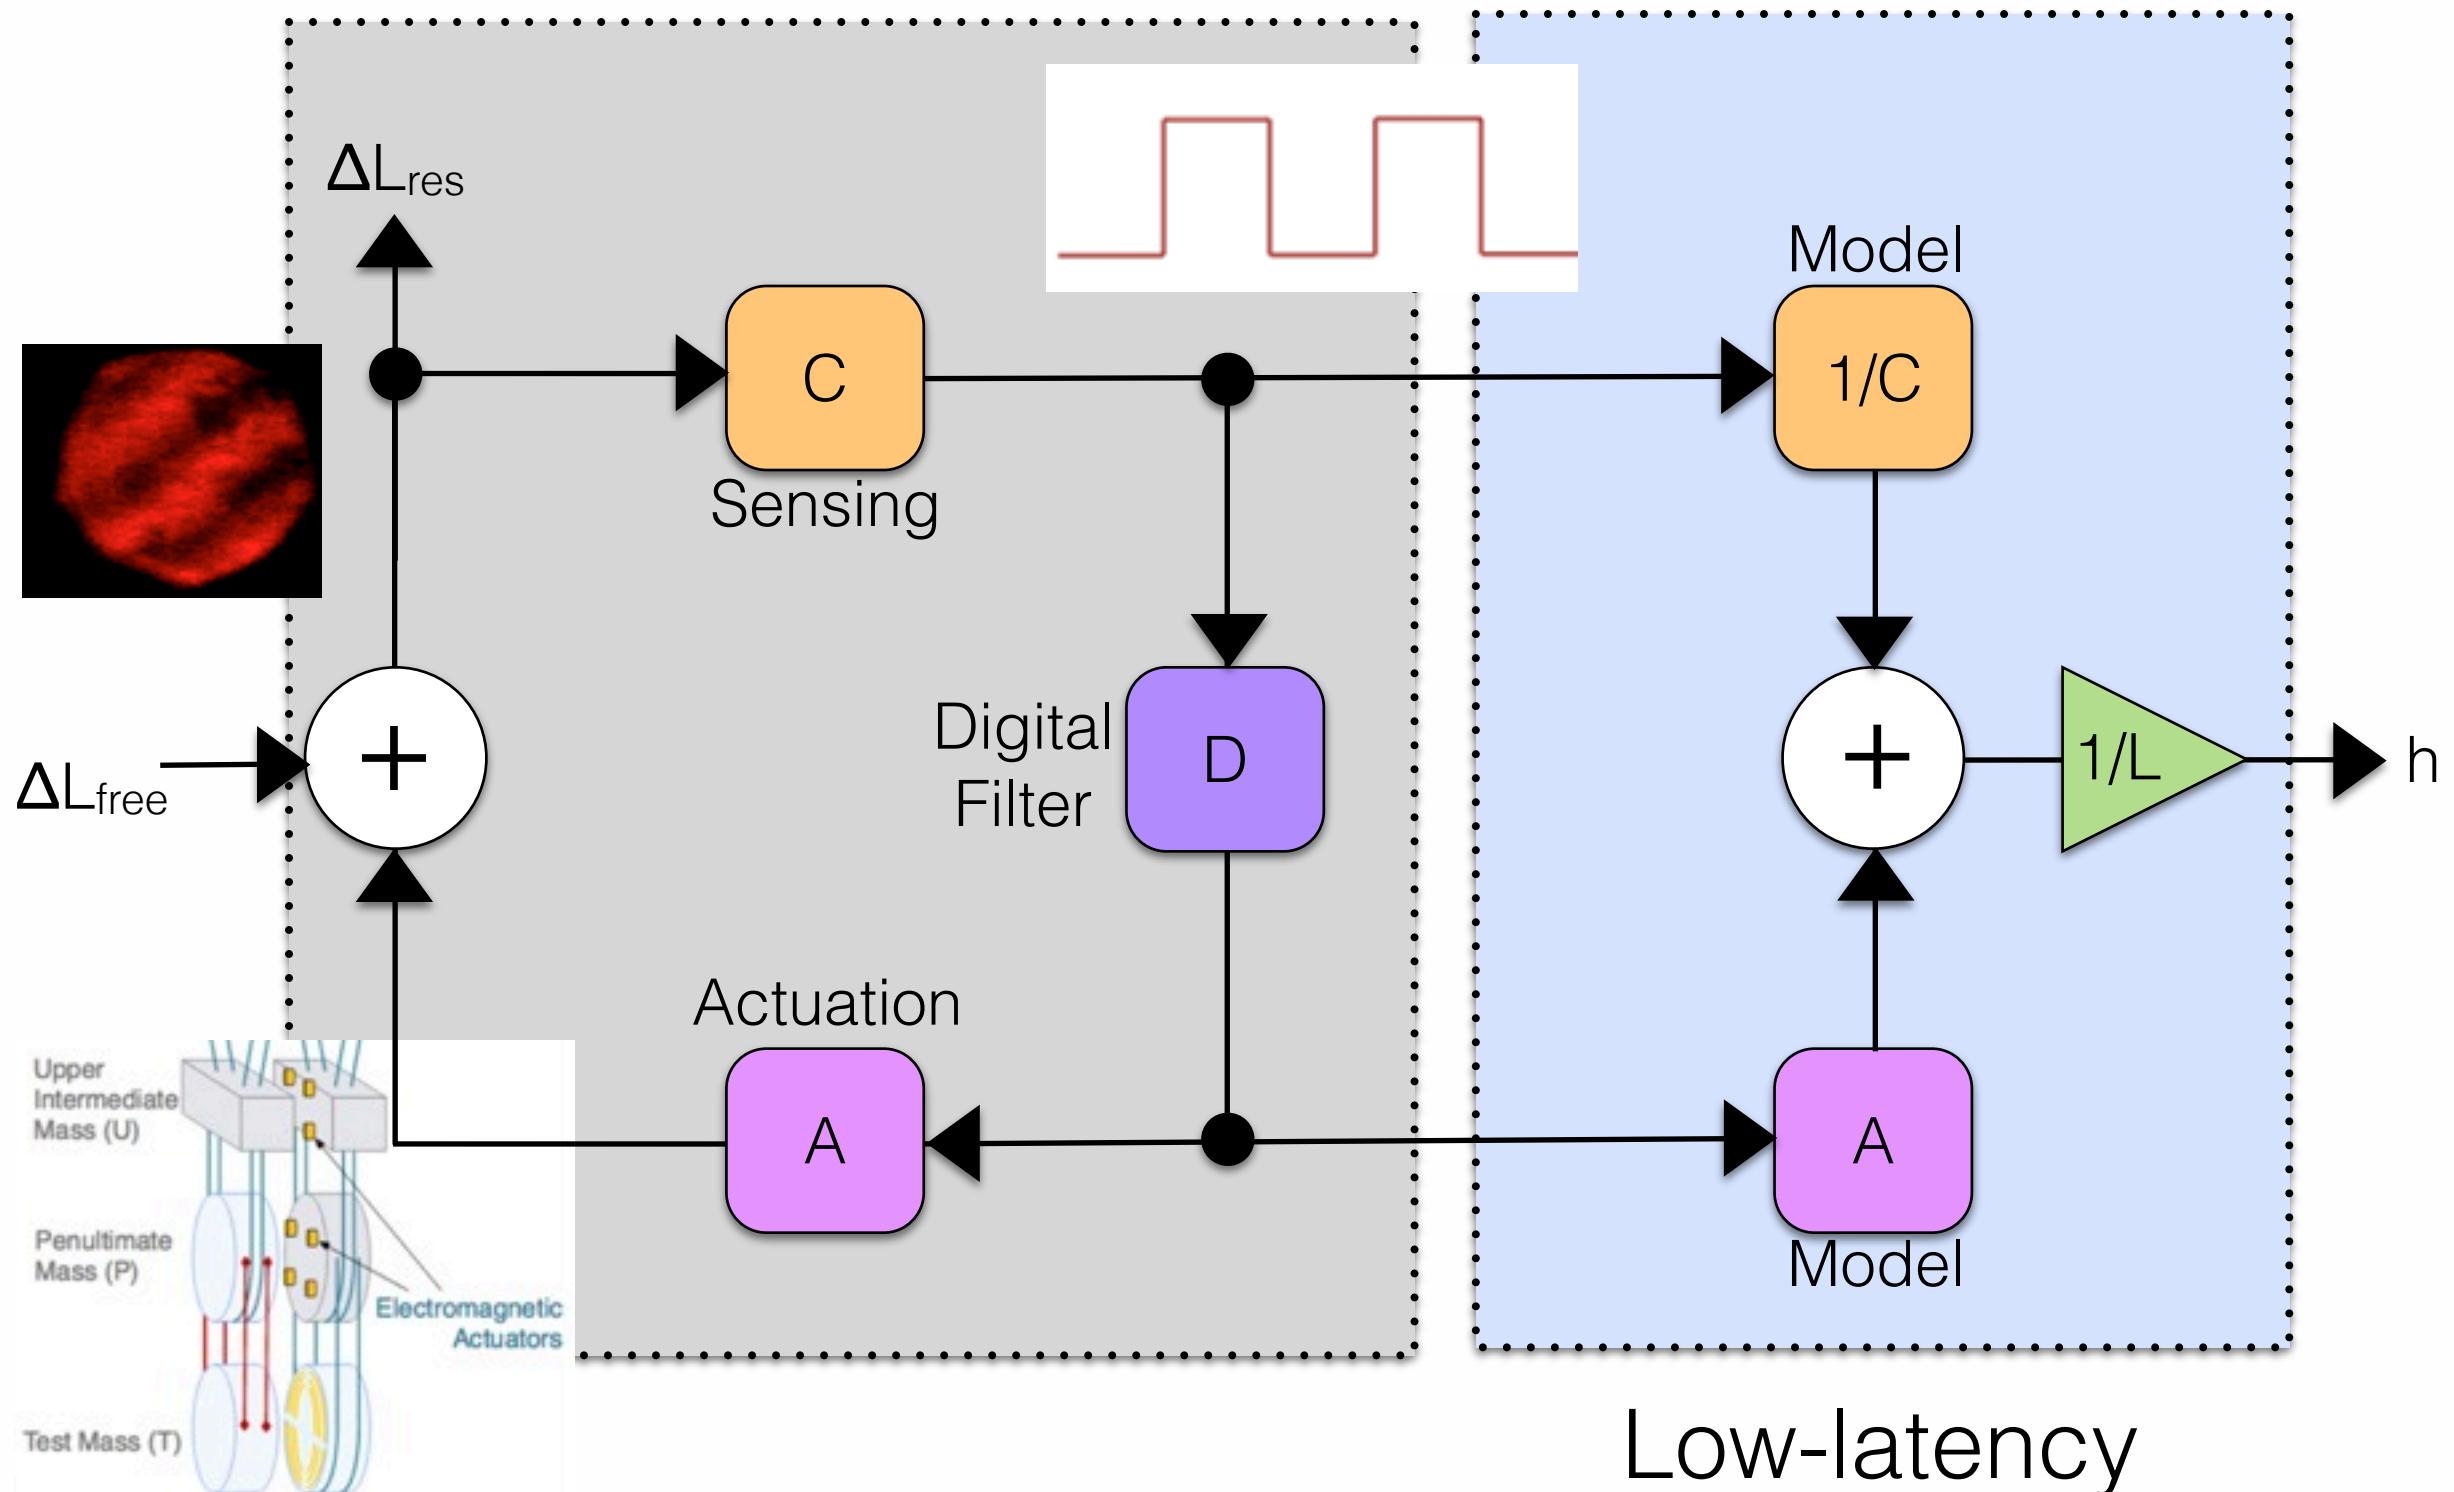 ΔLres
Model
C
1/C
Sensing
Digital
Filter
D
ΔLfree
+
+
1/L
h
Actuation
A
A
Model
Upper
Intermediate
Mass (U)
Penultimate
Mass (P)
Electromagnetic
Actuators
Test Mass (T)
Low-latency